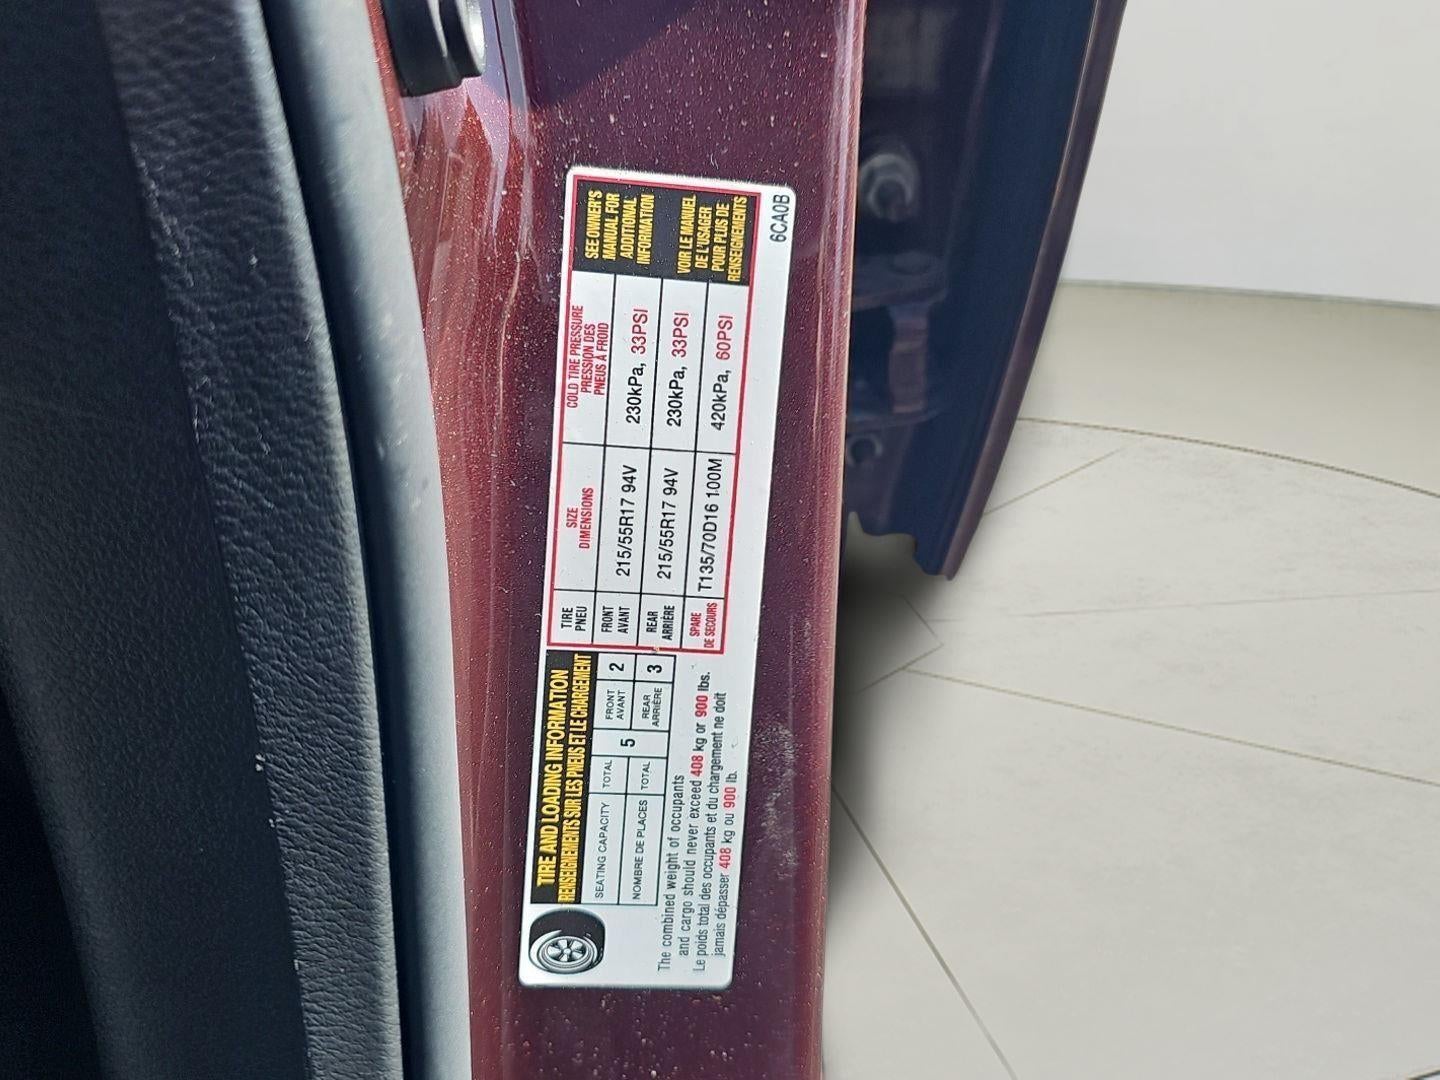 TIRE AND LOADING INFORMATION
RENSEIGNEMENTS SUR LES PNEUS ET LE CHARGEMENT
SEATING CAPACITY
NOMBRE DE PLACES
TOTAL
TOTAL
5
FRONT
AVANT
2
REAR
ARRIÈRE
3
The combined weight of occupants
and cargo should never exceed 408 kg or 900 lbs.
Le poids total des occupants et du chargement ne doit
jamais dépasser 408 kg ou 900 lb.
TIRE
PNEU
SIZE
DIMENSIONS
COLD TIRE PRESSURE
PRESSION DES
PNEUS À FROID
FRONT
AVANT
215/55R17 94V
230kPa, 33PSI
REAR
ARRIÈRE
215/55R17 94V
230kPa, 33PSI
SPARE
DE SECOURS
T135/70D16 100M
420kPa, 60PSI
SEE OWNER'S
MANUAL FOR
ADDITIONAL
INFORMATION
VOIR LE MANUEL
DE L'USAGER
POUR PLUS DE
RENSEIGNEMENTS
6CA0B